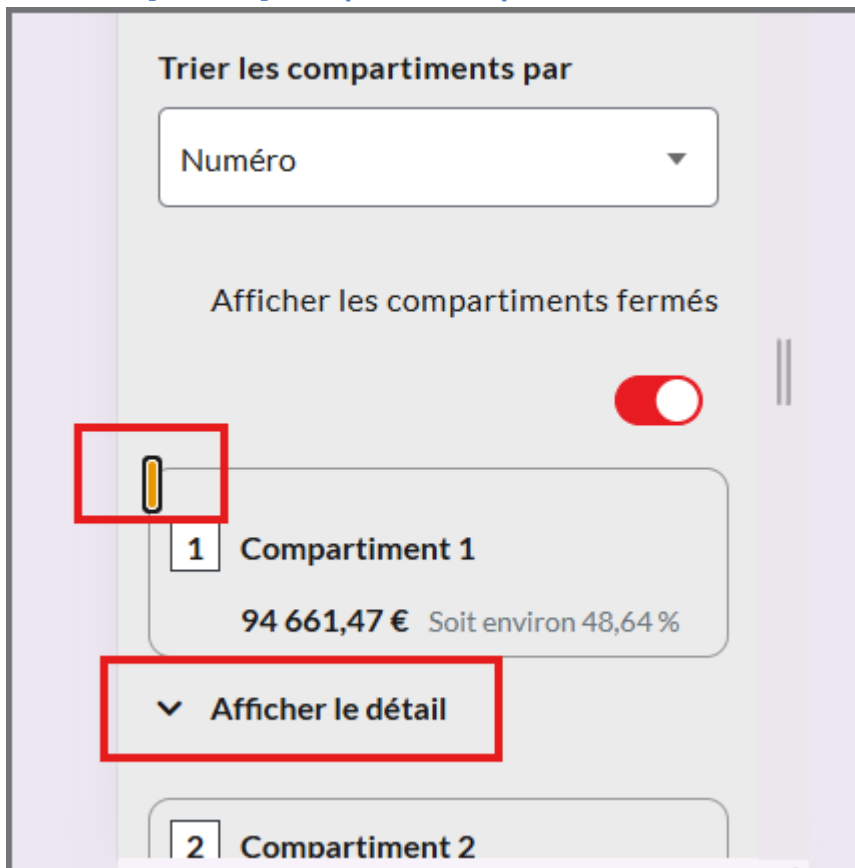 Trier les compartiments par
Numéro
Afficher les compartiments fermés
1 Compartiment 1
94 661,47 € Soit environ 48,64 %
Afficher le détail
2 Compartiment 2